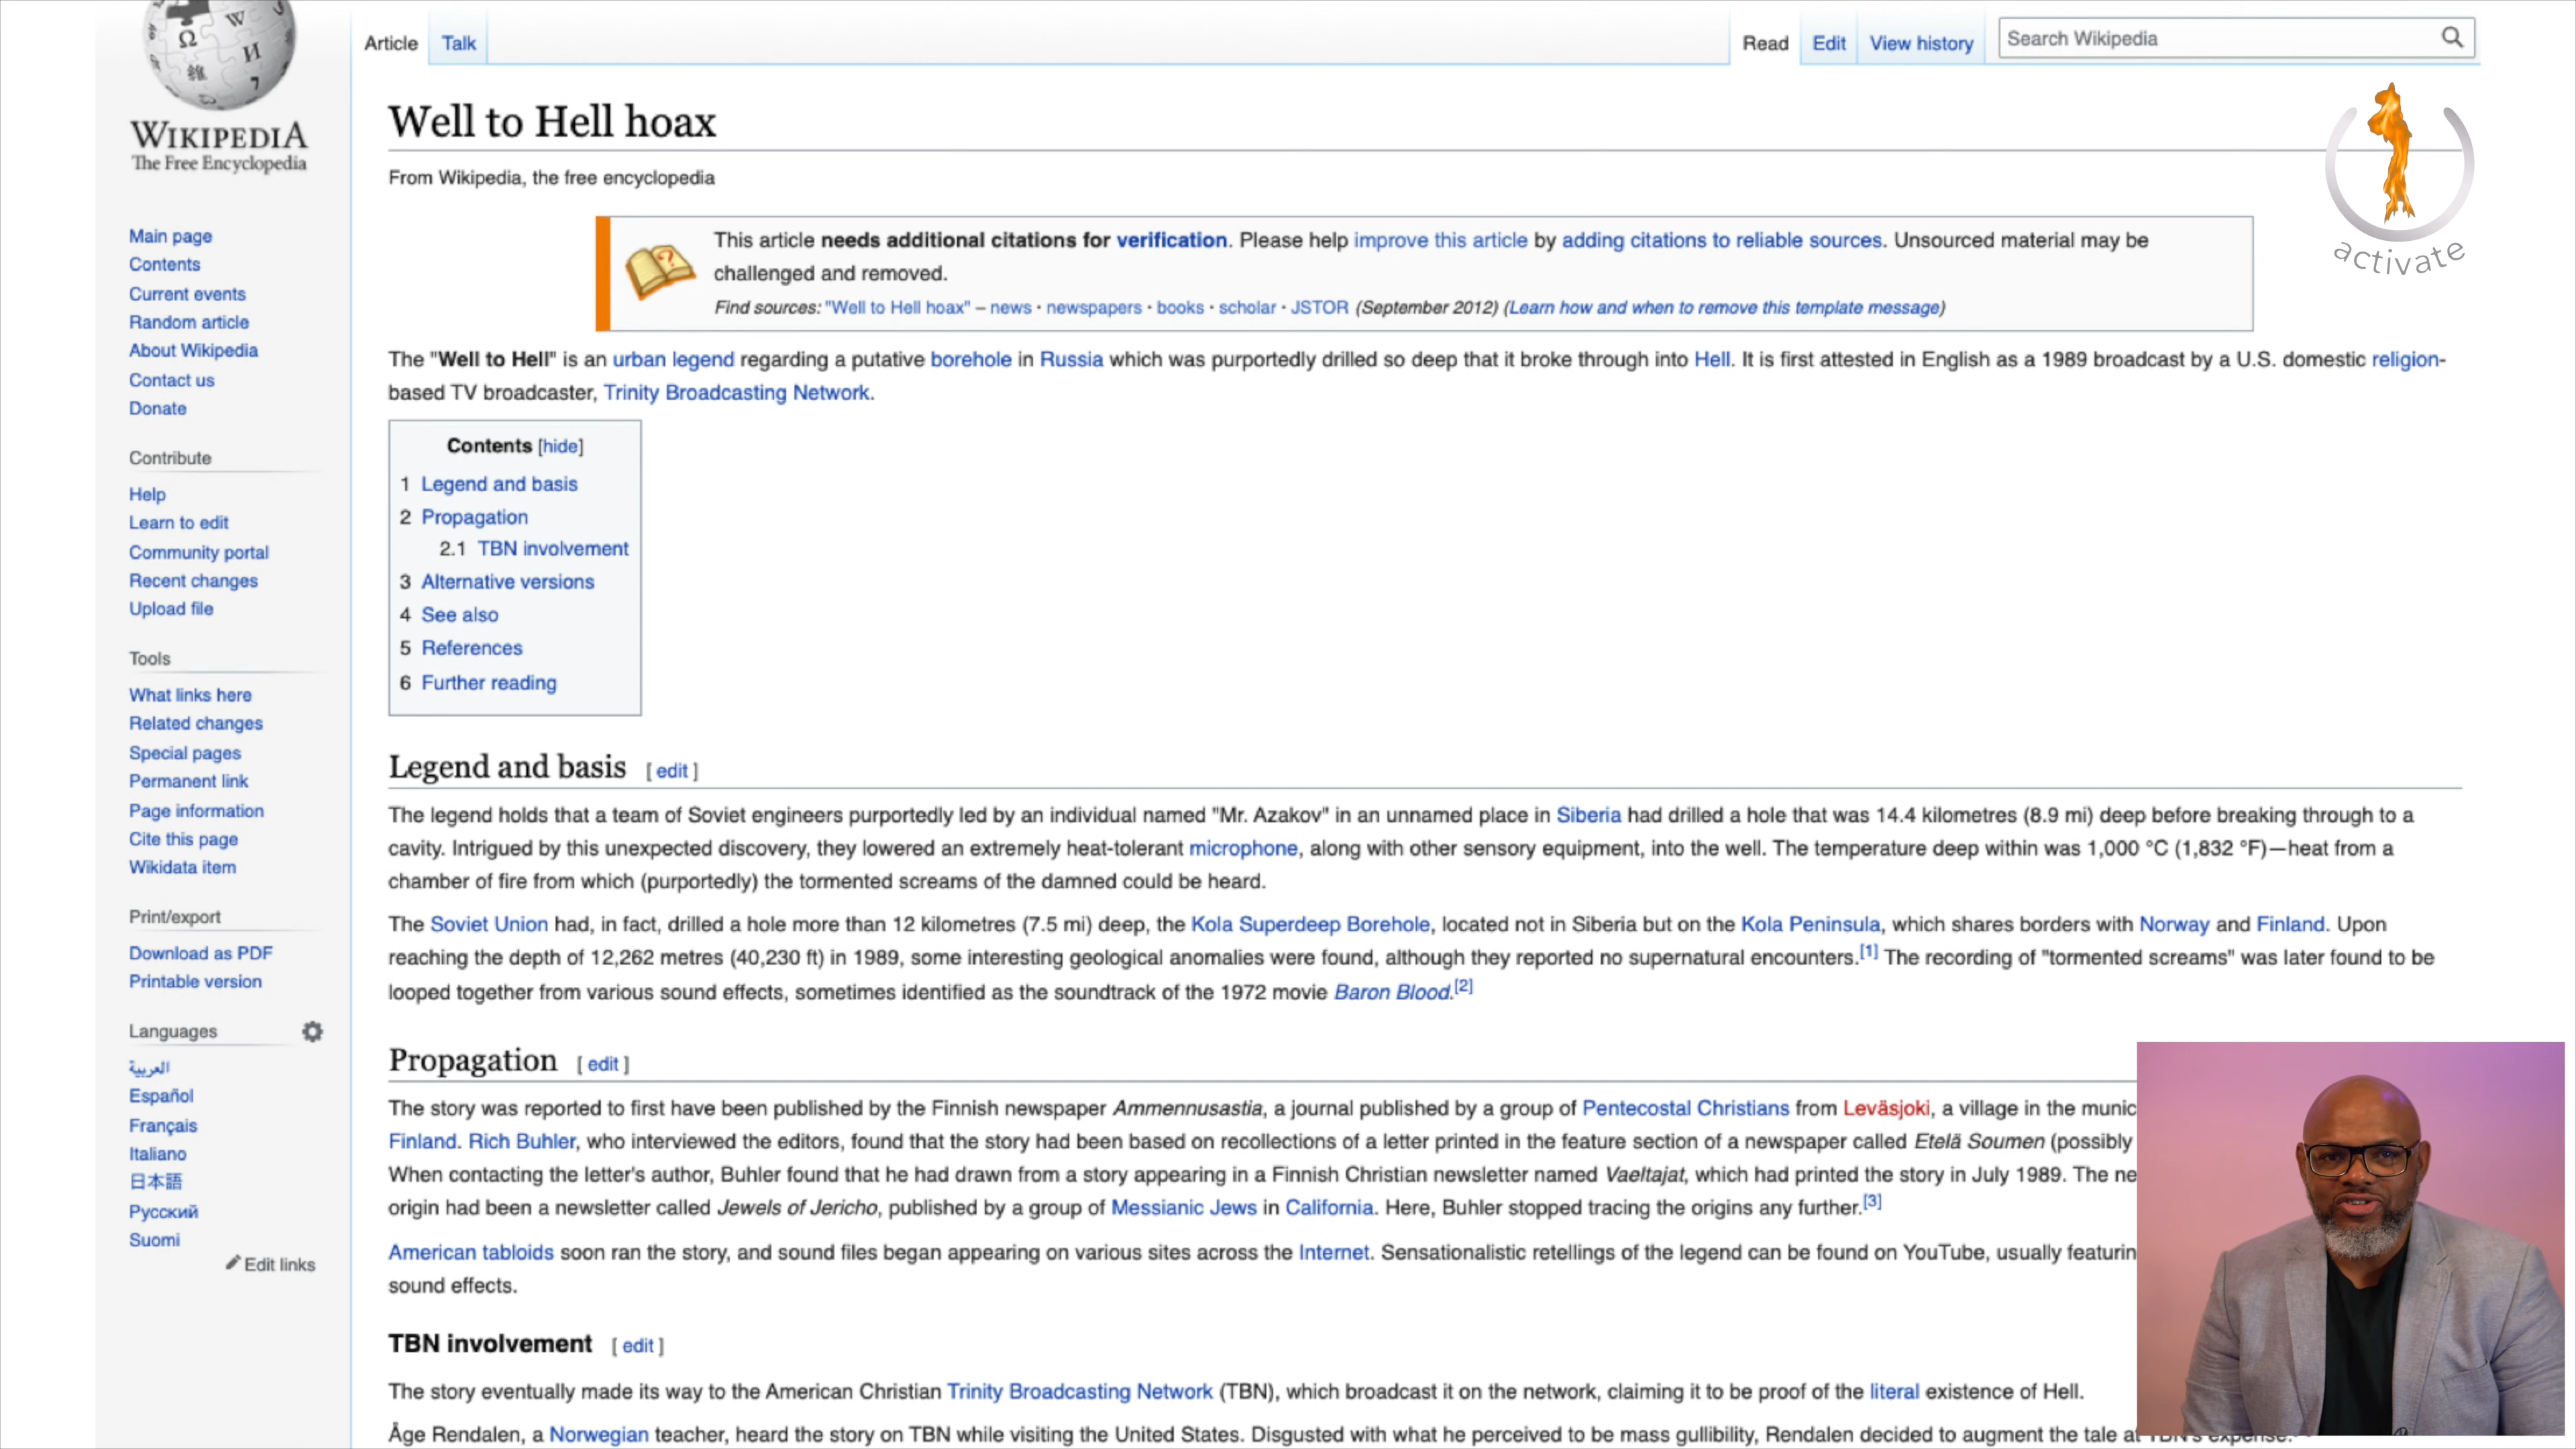 Article
Talk
Read
Edit
View history
Search Wikipedia
WIKIPEDIA
The Free Encyclopedia
Main page
Contents
Current events
Random article
About Wikipedia
Contact us
Donate
Contribute
Help
Learn to edit
Community portal
Recent changes
Upload file
Tools
What links here
Related changes
Special pages
Permanent link
Page information
Cite this page
Wikidata item
Print/export
Download as PDF
Printable version
Languages
العربية
Español
Français
Italiano
日本語
Русский
Suomi
Edit links
activate
Well to Hell hoax
From Wikipedia, the free encyclopedia
This article needs additional citations for verification. Please help improve this article by adding citations to reliable sources. Unsourced material may be
challenged and removed.
Find sources: "Well to Hell hoax" – news · newspapers · books · scholar · JSTOR (September 2012) (Learn how and when to remove this template message)
The "Well to Hell" is an urban legend regarding a putative borehole in Russia which was purportedly drilled so deep that it broke through into Hell. It is first attested in English as a 1989 broadcast by a U.S. domestic religion-
based TV broadcaster, Trinity Broadcasting Network.
Contents [hide]
1 Legend and basis
2 Propagation
2.1 TBN involvement
3 Alternative versions
4 See also
5 References
6 Further reading
Legend and basis [ edit ]
The legend holds that a team of Soviet engineers purportedly led by an individual named "Mr. Azakov" in an unnamed place in Siberia had drilled a hole that was 14.4 kilometres (8.9 mi) deep before breaking through to a
cavity. Intrigued by this unexpected discovery, they lowered an extremely heat-tolerant microphone, along with other sensory equipment, into the well. The temperature deep within was 1,000 °C (1,832 °F)—heat from a
chamber of fire from which (purportedly) the tormented screams of the damned could be heard.
The Soviet Union had, in fact, drilled a hole more than 12 kilometres (7.5 mi) deep, the Kola Superdeep Borehole, located not in Siberia but on the Kola Peninsula, which shares borders with Norway and Finland. Upon
reaching the depth of 12,262 metres (40,230 ft) in 1989, some interesting geological anomalies were found, although they reported no supernatural encounters.[1] The recording of "tormented screams" was later found to be
looped together from various sound effects, sometimes identified as the soundtrack of the 1972 movie Baron Blood.[2]
Propagation [ edit ]
The story was reported to first have been published by the Finnish newspaper Ammennusastia, a journal published by a group of Pentecostal Christians from Leväsjoki, a village in the munic
Finland. Rich Buhler, who interviewed the editors, found that the story had been based on recollections of a letter printed in the feature section of a newspaper called Etelä Soumen (possibly
When contacting the letter's author, Buhler found that he had drawn from a story appearing in a Finnish Christian newsletter named Vaeltajat, which had printed the story in July 1989. The ne
origin had been a newsletter called Jewels of Jericho, published by a group of Messianic Jews in California. Here, Buhler stopped tracing the origins any further.[3]
American tabloids soon ran the story, and sound files began appearing on various sites across the Internet. Sensationalistic retellings of the legend can be found on YouTube, usually featurin
sound effects.
TBN involvement [ edit ]
The story eventually made its way to the American Christian Trinity Broadcasting Network (TBN), which broadcast it on the network, claiming it to be proof of the literal existence of Hell.
Åge Rendalen, a Norwegian teacher, heard the story on TBN while visiting the United States. Disgusted with what he perceived to be mass gullibility, Rendalen decided to augment the tale at